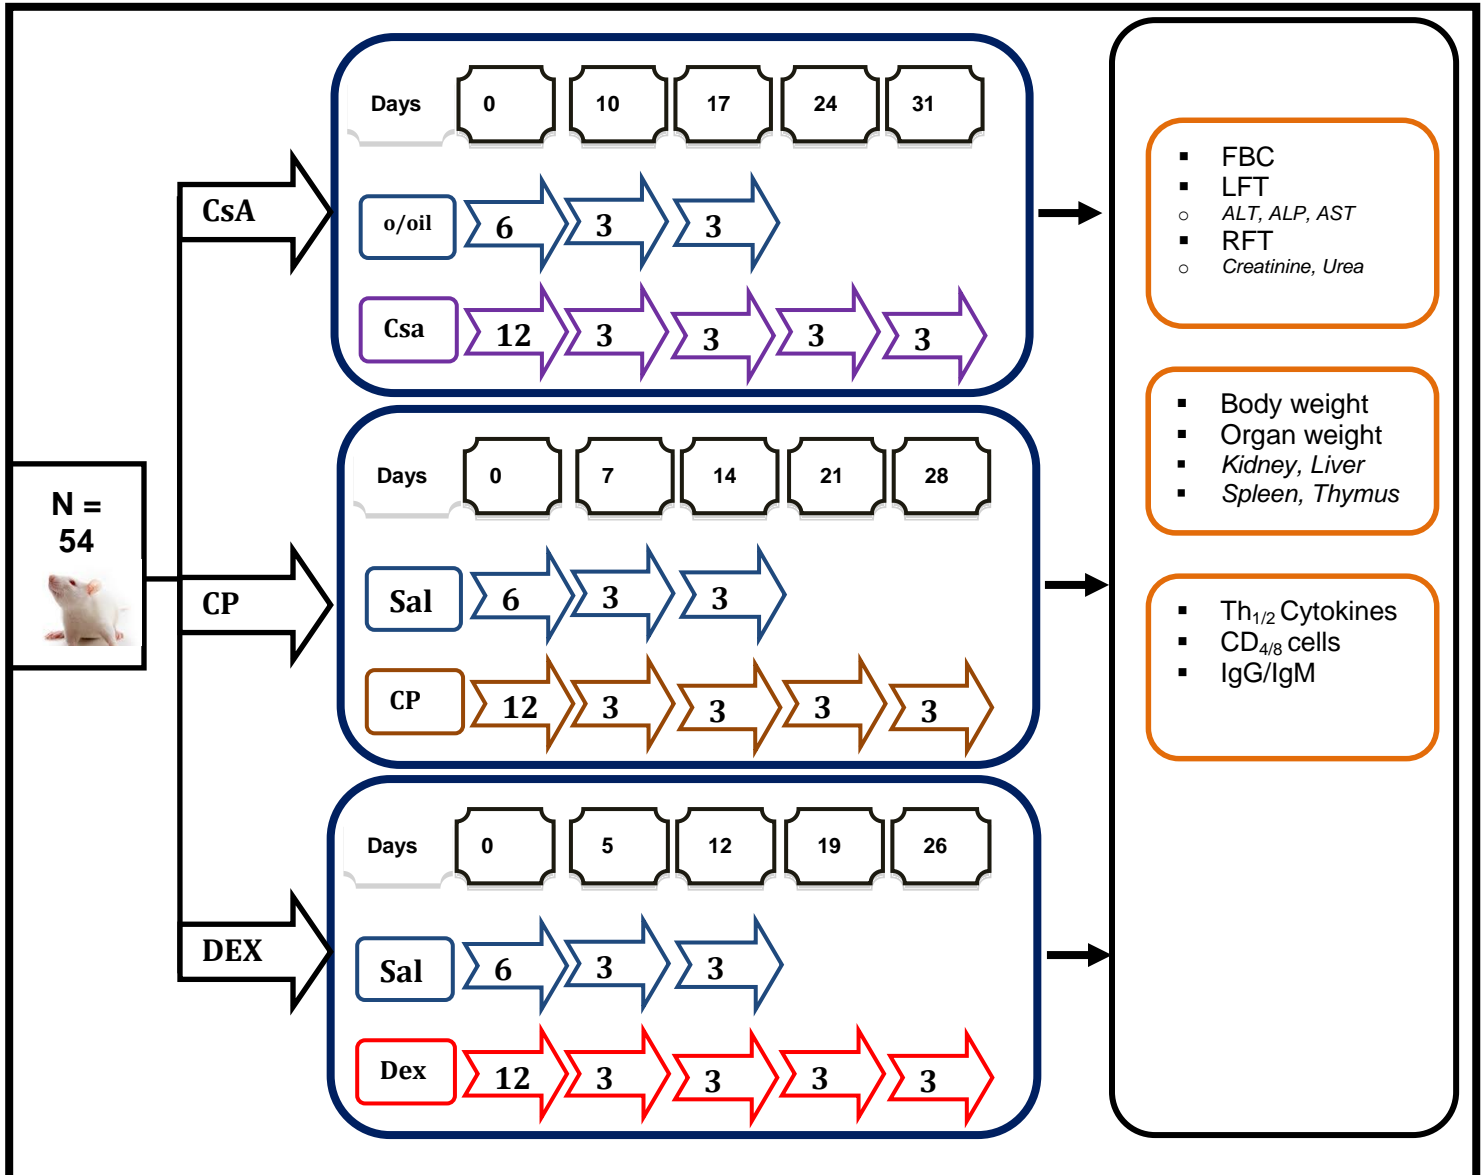 N =
54
CsA
CP
DEX
Days 0 10 17 24 31
o/oil 6 3 3
Csa 12 3 3 3 3
Days 0 7 14 21 28
Sal 6 3 3
CP 12 3 3 3 3
Days 0 5 12 19 26
Sal 6 3 3
Dex 12 3 3 3 3
▪ FBC
▪ LFT
○ ALT, ALP, AST
▪ RFT
○ Creatinine, Urea
▪ Body weight
▪ Organ weight
▪ Kidney, Liver
▪ Spleen, Thymus
▪ Th1/2 Cytokines
▪ CD4/8 cells
▪ IgG/IgM